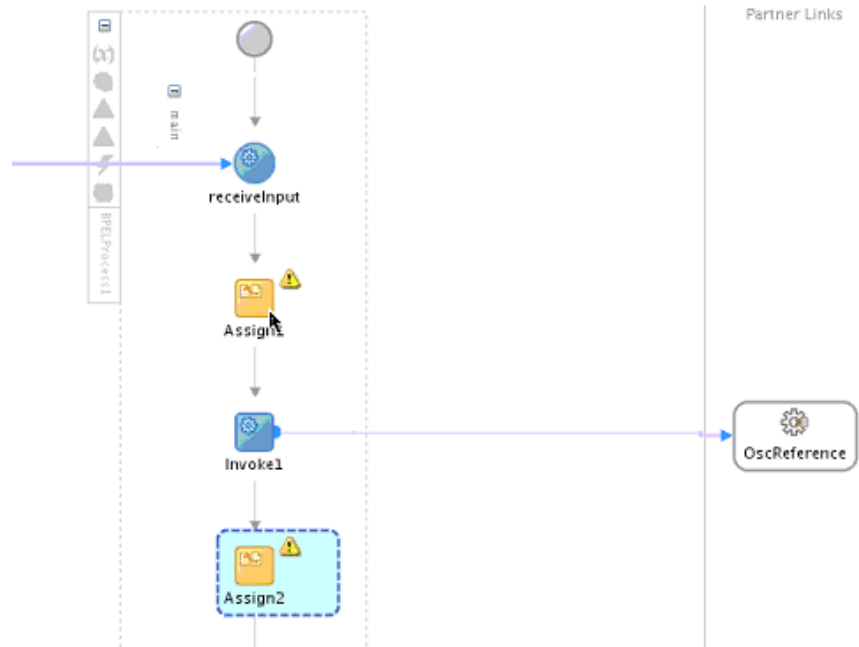 Partner Links
main
receiveInput
BPELProcess1
Assign1
Invoke1
OscReference
Assign2